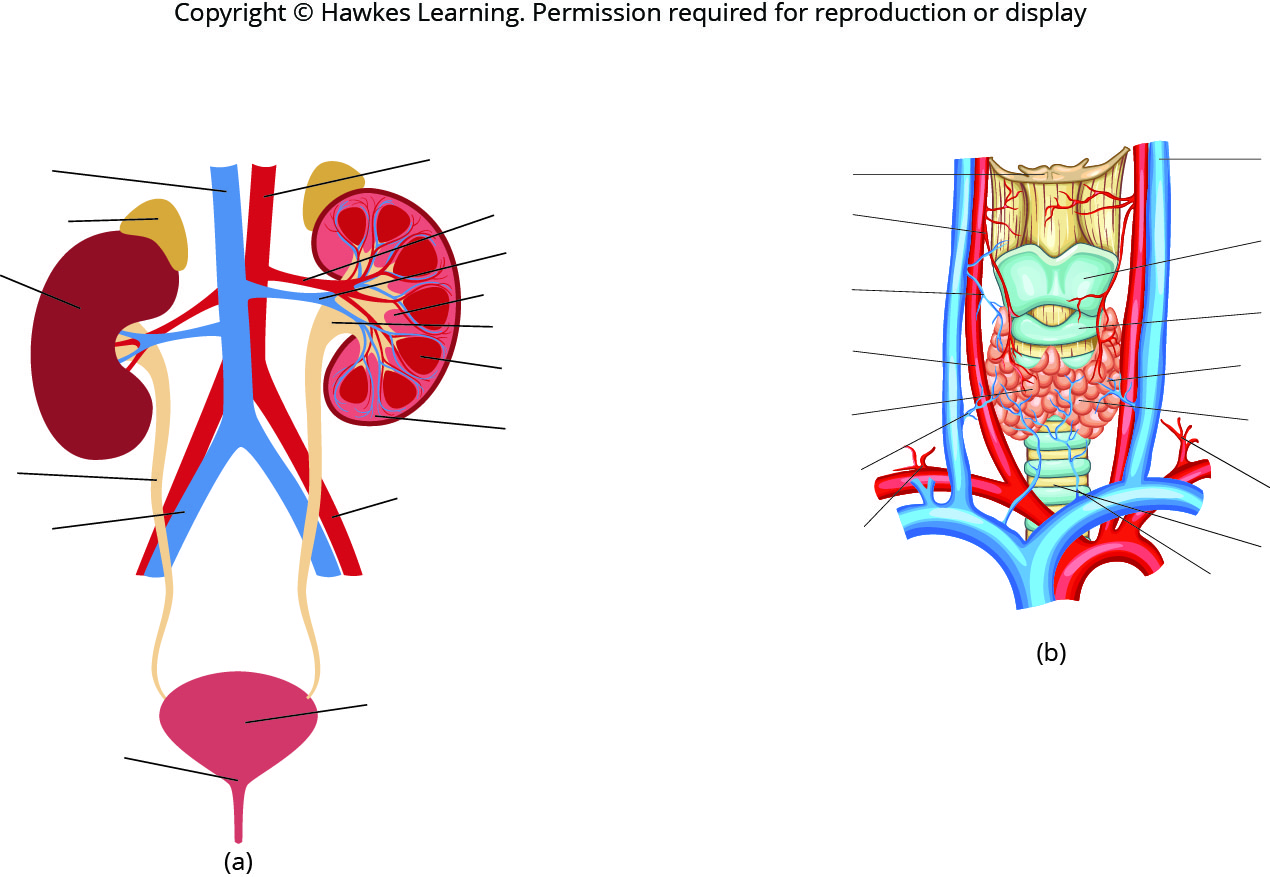 Copyright © Hawkes Learning. Permission required for reproduction or display
(b)
(a)